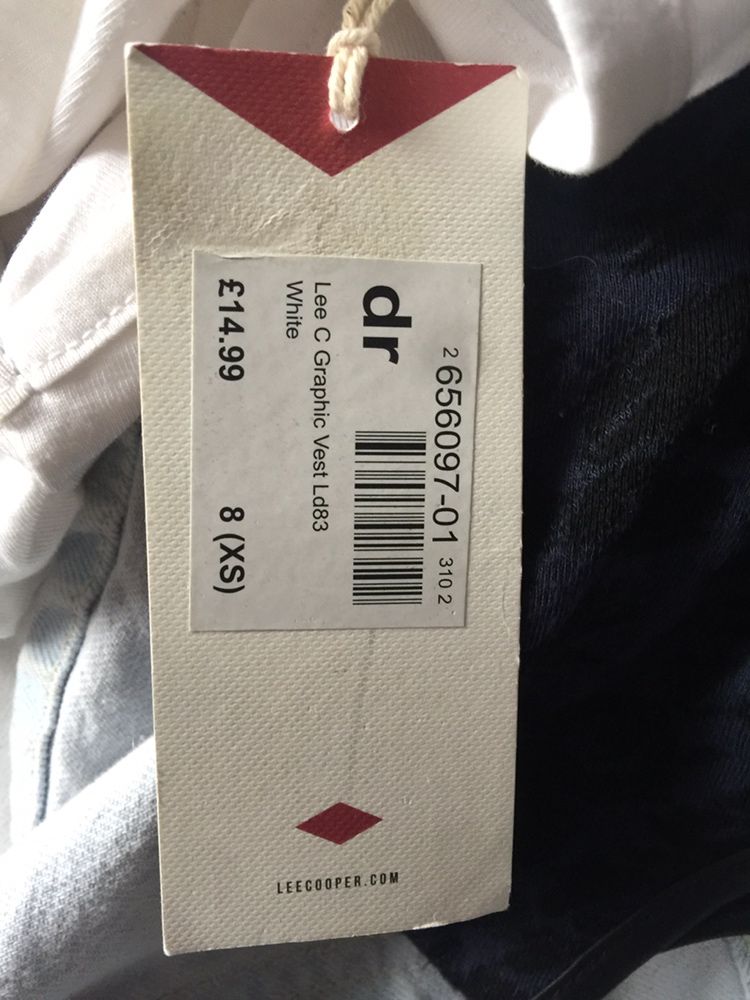 dr
2 656097-01 310 2
Lee C Graphic Vest Ld83
White
£14.99 8 (XS)
LEECOOPER.COM